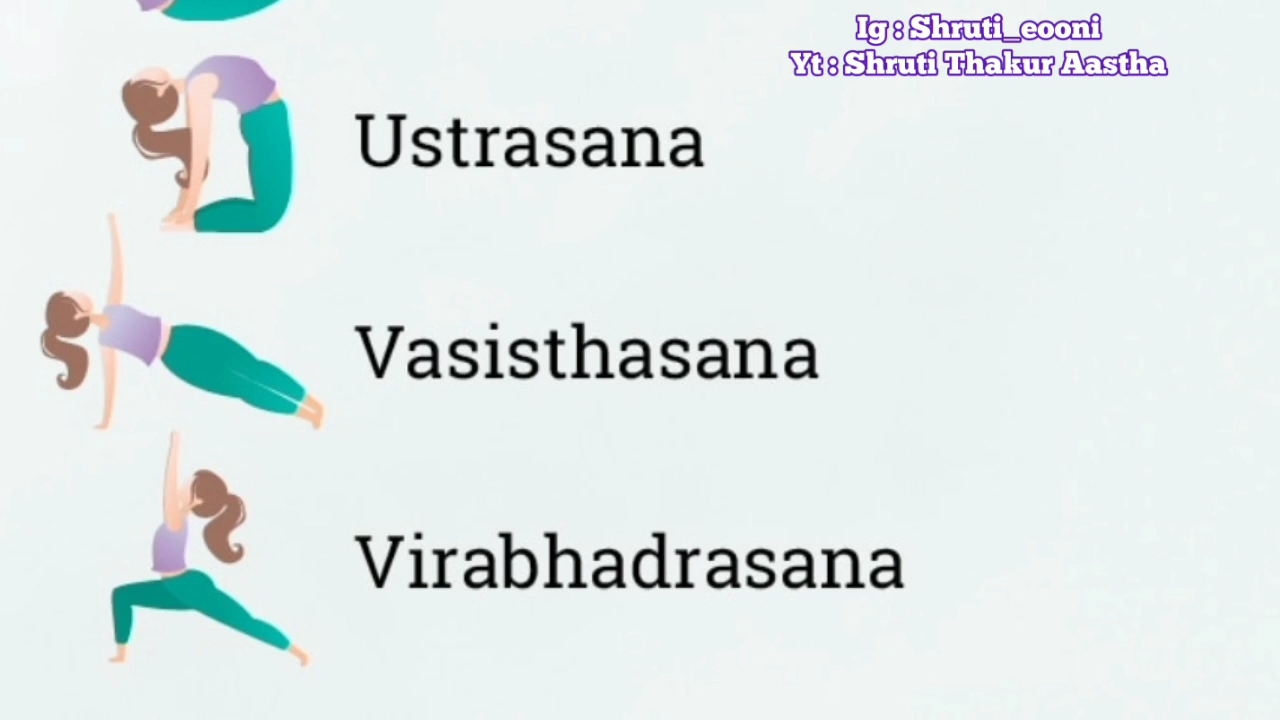 Ig : Shruti_eooni
Yt : Shruti Thakur Aastha
Ustrasana
Vasisthasana
Virabhadrasana